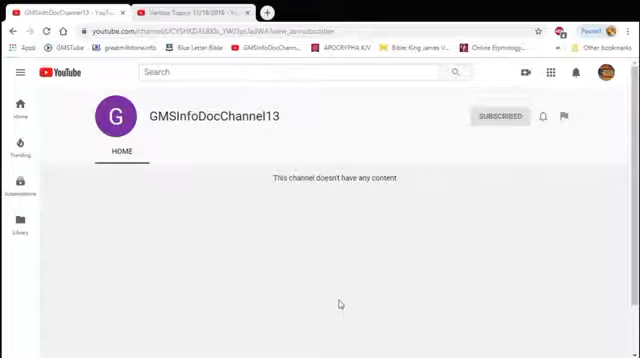 GMSInfoDocChannel13 - YouTu...
Various Topics: 11/18/2018 - Yo...
youtube.com/channel/
view_as=subscriber
Paused
Apps
GMSTube
greatmillstone.info
Blue Letter Bible
GMSInfoDocChann...
APOCRYPHA KJV
Bible: King James V...
Online Etymology...
Other bookmarks
YouTube
Search
Home
Trending
Subscriptions
Library
G
GMSInfoDocChannel13
SUBSCRIBED
HOME
This channel doesn't have any content